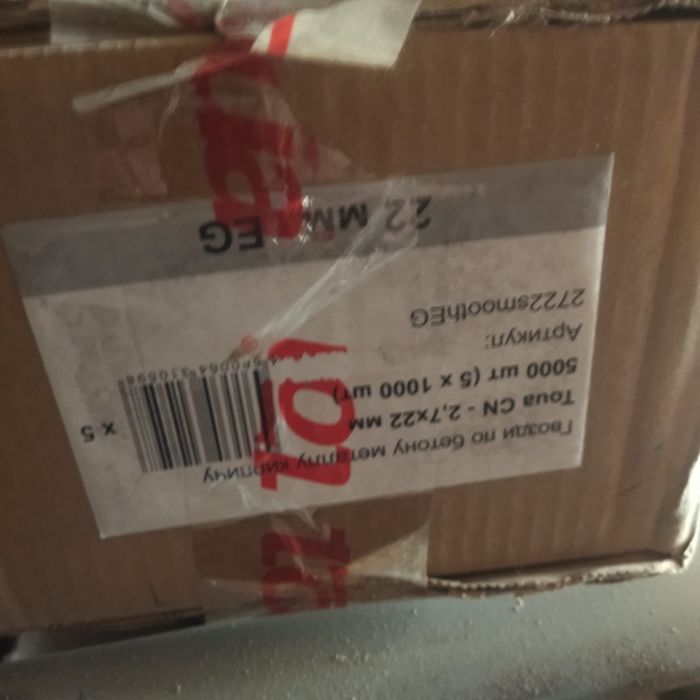 Гвозди по бетону металлу кирпичу
Toua CN - 2,7x22 мм
5000 шт (5 x 1000 шт)
Артикул:
2722smoothEG
x 5
22 мм EG